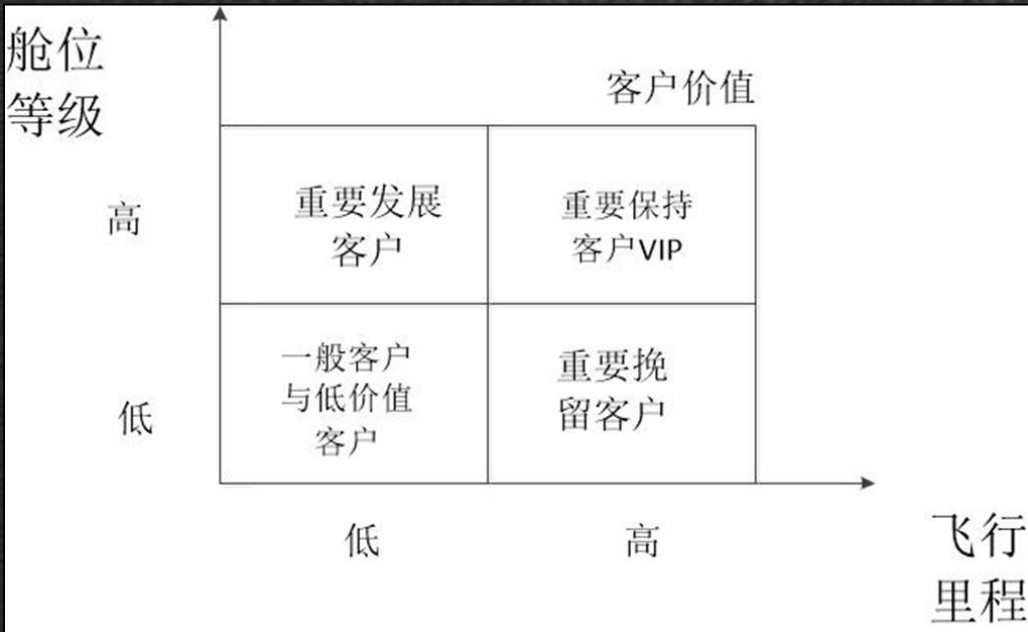 舱位
等级
客户价值
高
重要发展
客户
重要保持
客户VIP
低
一般客户
与低价值
客户
重要挽
留客户
低
高
飞行
里程